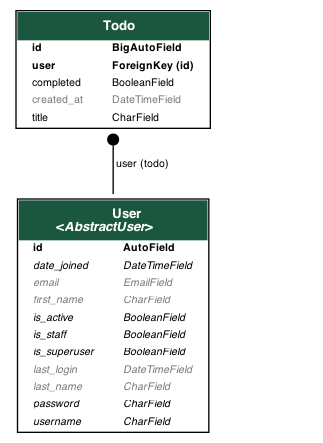 Todo
id BigAutoField
user ForeignKey (id)
completed BooleanField
created_at DateTimeField
title CharField
user (todo)
User
<AbstractUser>
id AutoField
date_joined DateTimeField
email EmailField
first_name CharField
is_active BooleanField
is_staff BooleanField
is_superuser BooleanField
last_login DateTimeField
last_name CharField
password CharField
username CharField